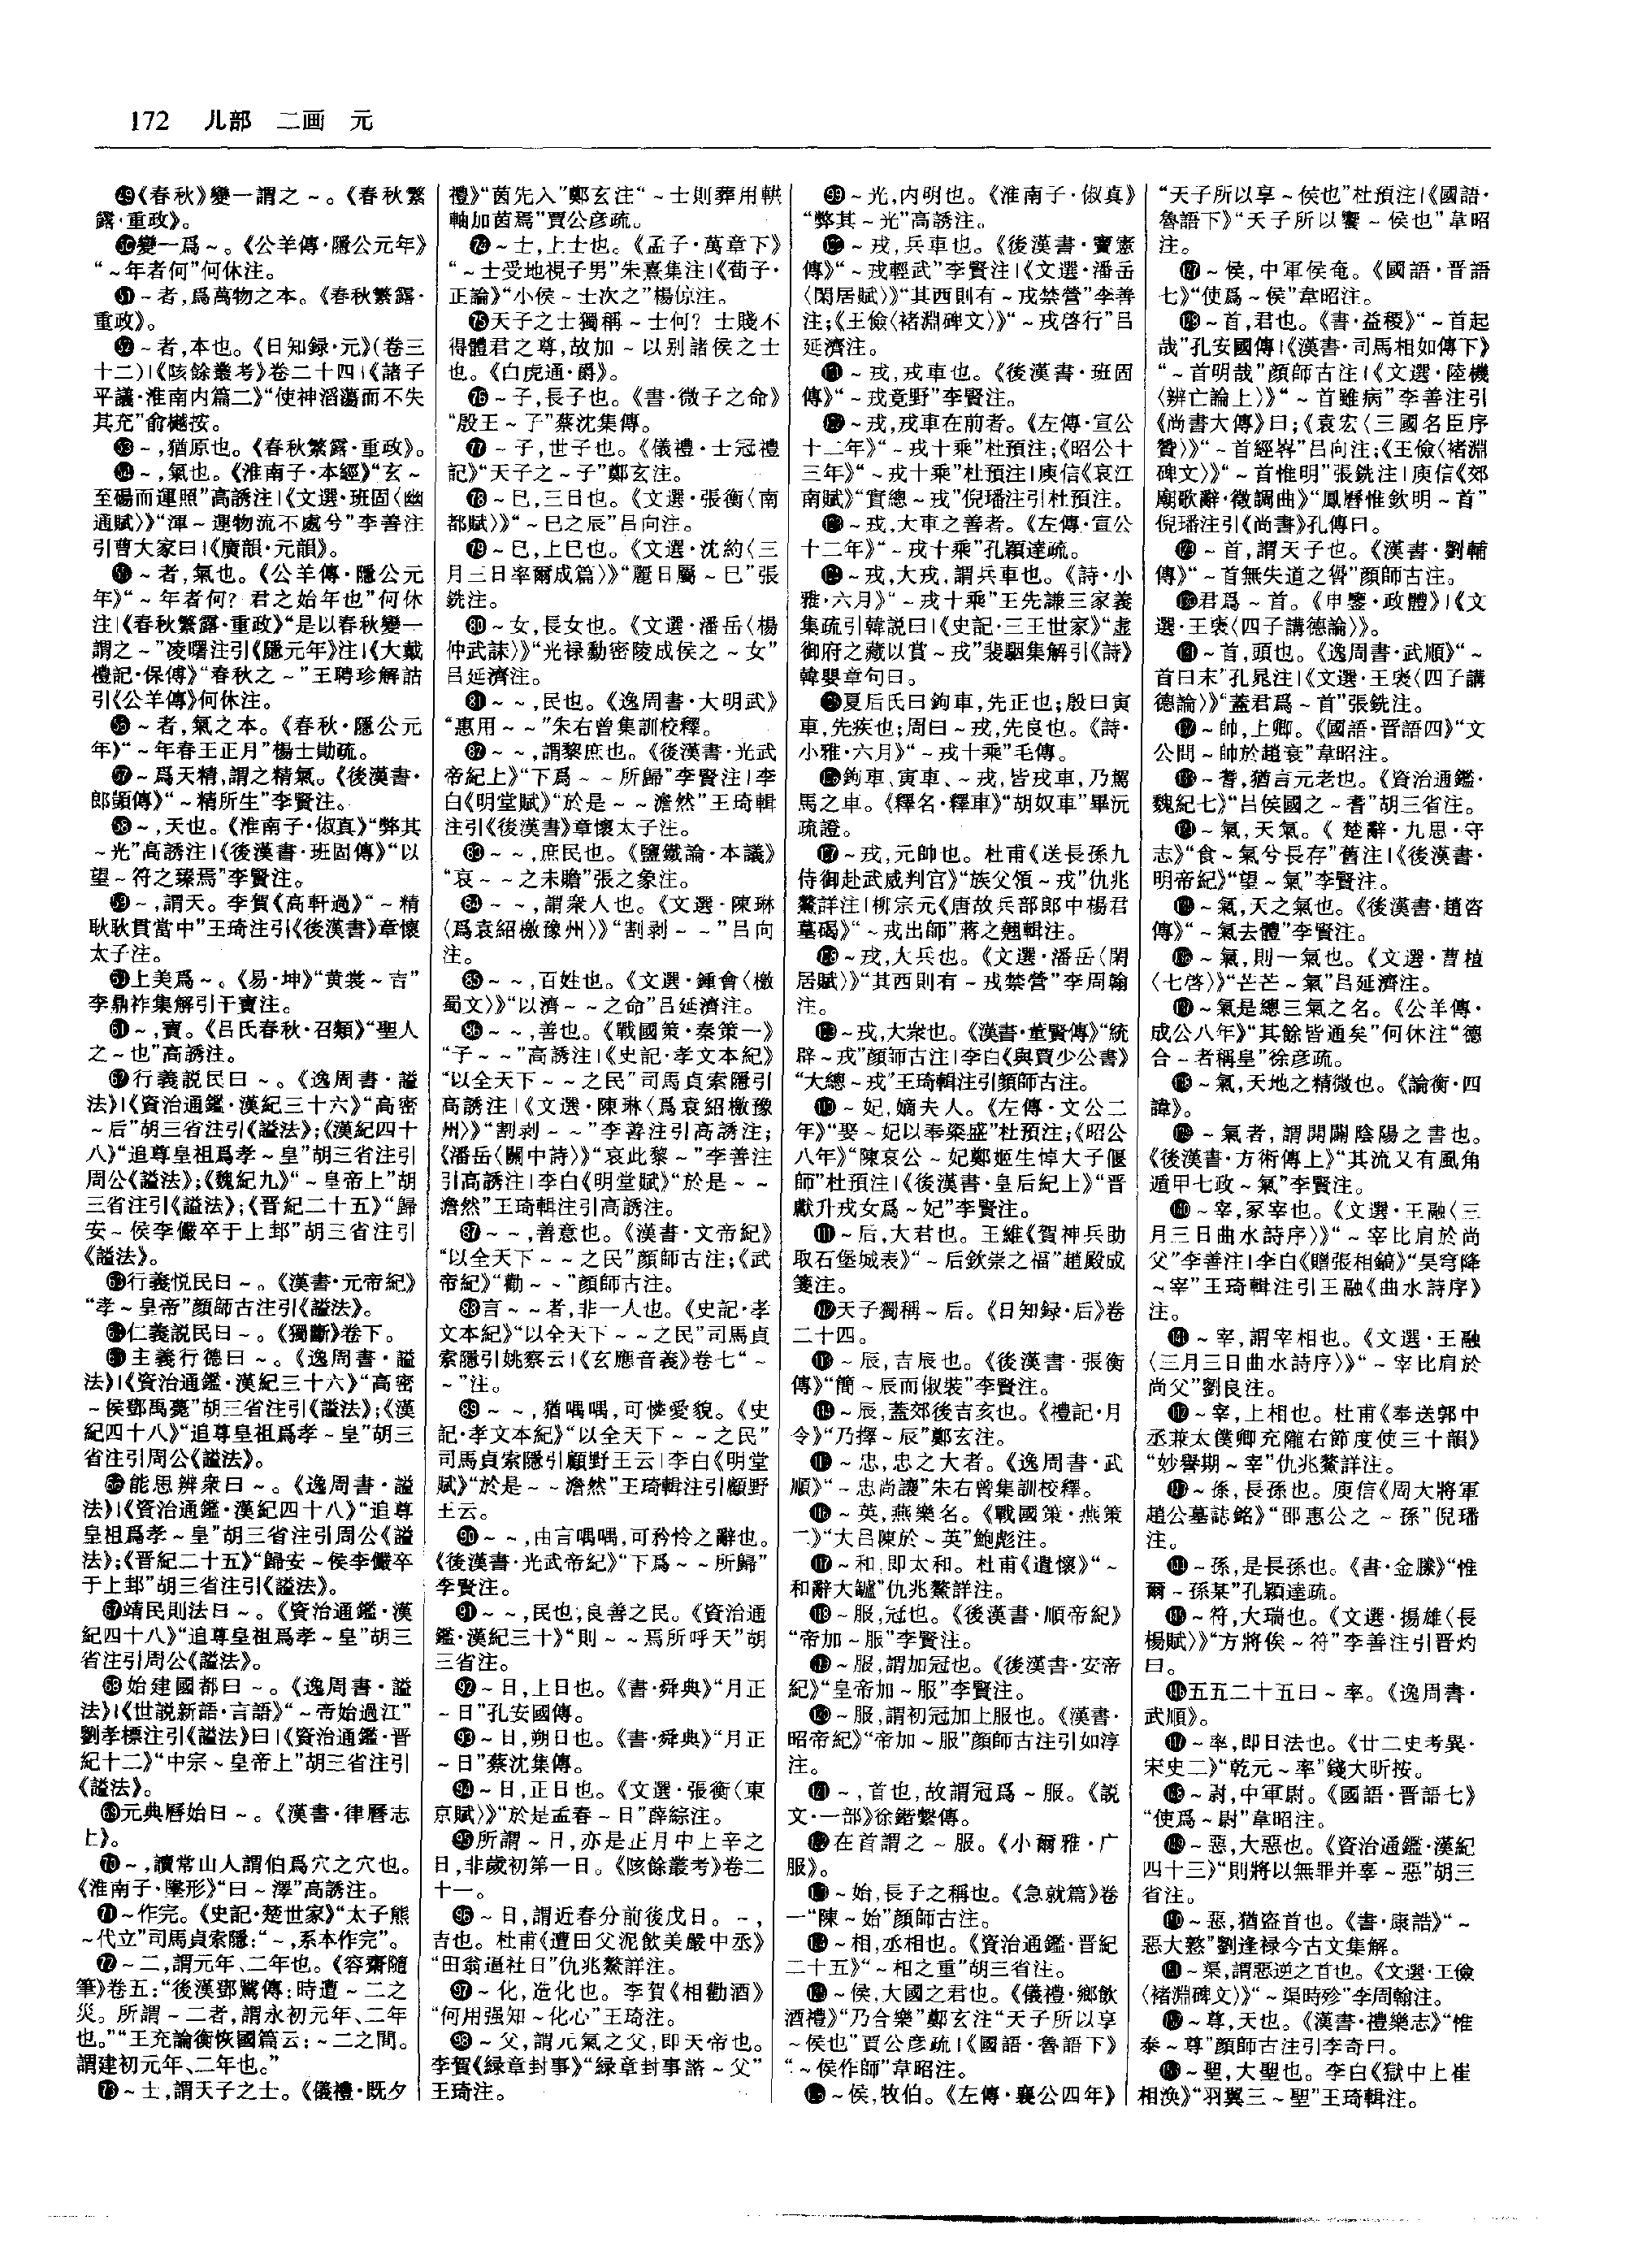 172 儿部 二画 元
㊾《春秋》變一謂之～。《春秋繁
露·重政》。
㊿變一爲～。《公羊傳·隱公元年》
“～年者何”何休注。
51～者,爲萬物之本。《春秋繁露·
重政》。
52～者,本也。《日知録·元》(卷三
十二)|《陔餘叢考》卷二十四|《諸子
平議·淮南内篇二》“使神滔蕩而不失
其充”俞樾按。
53～,猶原也。《春秋繁露·重政》。
54～,氣也。《淮南子·本經》“玄～
至碭而運照”高誘注|《文選·班固〈幽
通賦〉》“渾～運物流不處兮”李善注
引曹大家曰|《廣韻·元韻》。
55～者,氣也。《公羊傳·隱公元
年》“～年者何？君之始年也”何休
注|《春秋繁露·重政》“是以春秋變一
謂之～”凌曙注引《隱元年》注|《大戴
禮記·保傅》“春秋之～”王聘珍解詁
引《公羊傳》何休注。
56～者,氣之本。《春秋·隱公元
年》“～年春王正月”楊士勛疏。
57～爲天精,謂之精氣。《後漢書·
郎顗傳》“～精所生”李賢注。
58～,天也。《淮南子·俶真》“弊其
～光”高誘注|《後漢書·班固傳》“以
望～符之臻焉”李賢注。
59～,謂天。李賀《高軒過》“～精
耿耿貫當中”王琦注引《後漢書》章懷
太子注。
60上美爲～。《易·坤》“黄裳～吉”
李鼎祚集解引干寶注。
61～,寶。《吕氏春秋·召類》“聖人
之～也”高誘注。
62行義説民曰～。《逸周書·謚
法》|《資治通鑑·漢紀三十六》“高密
～后”胡三省注引《謚法》;《漢紀四十
八》“追尊皇祖爲孝～皇”胡三省注引
周公《謚法》;《魏紀九》“～皇帝上”胡
三省注引《謚法》;《晋紀二十五》“歸
安～侯李儼卒于上邽”胡三省注引
《謚法》。
63行義悦民曰～。《漢書·元帝紀》
“孝～皇帝”顔師古注引《謚法》。
64仁義説民曰～。《獨斷》卷下。
65主義行德曰～。《逸周書·謚
法》|《資治通鑑·漢紀三十六》“高密
～侯鄧禹薨”胡三省注引《謚法》;《漢
紀四十八》“追尊皇祖爲孝～皇”胡三
省注引周公《謚法》。
66能思辨衆曰～。《逸周書·謚
法》|《資治通鑑·漢紀四十八》“追尊
皇祖爲孝～皇”胡三省注引周公《謚
法》;《晋紀二十五》“歸安～侯李儼卒
于上邽”胡三省注引《謚法》。
67靖民則法曰～。《資治通鑑·漢
紀四十八》“追尊皇祖爲孝～皇”胡三
省注引周公《謚法》。
68始建國都曰～。《逸周書·謚
法》|《世説新語·言語》“～帝始過江”
劉孝標注引《謚法》曰|《資治通鑑·晋
紀十二》“中宗～皇帝上”胡三省注引
《謚法》。
69元典曆始曰～。《漢書·律曆志
上》。
70～,讀常山人謂伯爲穴之穴也。
《淮南子·墬形》“曰～澤”高誘注。
71～作完。《史記·楚世家》“太子熊
～代立”司馬貞索隱:“～,系本作完”。
72～二,謂元年、二年也。《容齋隨
筆》卷五:“後漢鄧騭傳:時遭～二之
災。所謂～二者,謂永初元年、二年
也。”“王充論衡恢國篇云:～二之間。
謂建初元年、二年也。”
73～士,謂天子之士。《儀禮·既夕
禮》“茵先入”鄭玄注“～士則葬用輁
軸加茵焉”賈公彦疏。
74～士,上士也。《孟子·萬章下》
“～士受地視子男”朱熹集注|《荀子·
正論》“小侯～士次之”楊倞注。
75天子之士獨稱～士何？士賤不
得體君之尊,故加～以别諸侯之士
也。《白虎通·爵》。
76～子,長子也。《書·微子之命》
“殷王～子”蔡沈集傳。
77～子,世子也。《儀禮·士冠禮
記》“天子之～子”鄭玄注。
78～巳,三日也。《文選·張衡〈南
都賦〉》“～巳之辰”吕向注。
79～巳,上巳也。《文選·沈約〈三
月三日率爾成篇〉》“麗日屬～巳”張
銑注。
80～女,長女也。《文選·潘岳〈楊
仲武誄〉》“光禄勳密陵成侯之～女”
吕延濟注。
81～～,民也。《逸周書·大明武》
“惠用～～”朱右曾集訓校釋。
82～～,謂黎庶也。《後漢書·光武
帝紀上》“下爲～～所歸”李賢注|李
白《明堂賦》“於是～～澹然”王琦輯
注引《後漢書》章懷太子注。
83～～,庶民也。《鹽鐵論·本議》
“哀～～之未贍”張之象注。
84～～,謂衆人也。《文選·陳琳
〈爲袁紹檄豫州〉》“割剥～～”吕向
注。
85～～,百姓也。《文選·鍾會〈檄
蜀文〉》“以濟～～之命”吕延濟注。
86～～,善也。《戰國策·秦策一》
“子～～”高誘注|《史記·孝文本紀》
“以全天下～～之民”司馬貞索隱引
高誘注|《文選·陳琳〈爲袁紹檄豫
州〉》“割剥～～”李善注引高誘注;
《潘岳〈關中詩〉》“哀此黎～”李善注
引高誘注|李白《明堂賦》“於是～～
澹然”王琦輯注引高誘注。
87～～,善意也。《漢書·文帝紀》
“以全天下～～之民”顔師古注;《武
帝紀》“勸～～”顔師古注。
88言～～者,非一人也。《史記·孝
文本紀》“以全天下～～之民”司馬貞
索隱引姚察云|《玄應音義》卷七“～
～”注。
89～～,猶喁喁,可憐愛貌。《史
記·孝文本紀》“以全天下～～之民”
司馬貞索隱引顧野王云|李白《明堂
賦》“於是～～澹然”王琦輯注引顧野
王云。
90～～,由言喁喁,可矜怜之辭也。
《後漢書·光武帝紀》“下爲～～所歸”
李賢注。
91～～,民也;良善之民。《資治通
鑑·漢紀三十》“則～～焉所呼天”胡
三省注。
92～日,上日也。《書·舜典》“月正
～日”孔安國傳。
93～日,朔日也。《書·舜典》“月正
～日”蔡沈集傳。
94～日,正日也。《文選·張衡〈東
京賦〉》“於是孟春～日”薛綜注。
95所謂～日,亦是正月中上辛之
日,非歲初第一日。《陔餘叢考》卷二
十一。
96～日,謂近春分前後戊日。～,
吉也。杜甫《遭田父泥飲美嚴中丞》
“田翁逼社日”仇兆鰲詳注。
97～化,造化也。李賀《相勸酒》
“何用强知～化心”王琦注。
98～父,謂元氣之父,即天帝也。
李賀《緑章封事》“緑章封事諮～父”
王琦注。
99～光,内明也。《淮南子·俶真》
“弊其～光”高誘注。
100～戎,兵車也。《後漢書·竇憲
傳》“～戎輕武”李賢注|《文選·潘岳
〈閑居賦〉》“其西則有～戎禁營”李善
注;《王儉〈褚淵碑文〉》“～戎啓行”吕
延濟注。
101～戎,戎車也。《後漢書·班固
傳》“～戎竟野”李賢注。
102～戎,戎車在前者。《左傳·宣公
十二年》“～戎十乘”杜預注;《昭公十
三年》“～戎十乘”杜預注|庾信《哀江
南賦》“實總～戎”倪璠注引杜預注。
103～戎,大車之善者。《左傳·宣公
十二年》“～戎十乘”孔穎達疏。
104～戎,大戎,謂兵車也。《詩·小
雅·六月》“～戎十乘”王先謙三家義
集疏引韓説曰|《史記·三王世家》“虚
御府之藏以賞～戎”裴駰集解引《詩》
韓嬰章句曰。
105夏后氏曰鉤車,先正也;殷曰寅
車,先疾也;周曰～戎,先良也。《詩·
小雅·六月》“～戎十乘”毛傳。
106鉤車、寅車、～戎,皆戎車,乃駕
馬之車。《釋名·釋車》“胡奴車”畢沅
疏證。
107～戎,元帥也。杜甫《送長孫九
侍御赴武威判官》“族父領～戎”仇兆
鰲詳注|柳宗元《唐故兵部郎中楊君
墓碣》“～戎出師”蔣之翹輯注。
108～戎,大兵也。《文選·潘岳〈閑
居賦〉》“其西則有～戎禁營”李周翰
注。
109～戎,大衆也。《漢書·董賢傳》“統
辟～戎”顔師古注|李白《與賈少公書》
“大總～戎”王琦輯注引顔師古注。
110～妃,嫡夫人。《左傳·文公二
年》“娶～妃以奉粢盛”杜預注;《昭公
八年》“陳哀公～妃鄭姬生悼大子偃
師”杜預注|《後漢書·皇后紀上》“晋
獻升戎女爲～妃”李賢注。
111～后,大君也。王維《賀神兵助
取石堡城表》“～后欽崇之福”趙殿成
箋注。
112天子獨稱～后。《日知録·后》卷
二十四。
113～辰,吉辰也。《後漢書·張衡
傳》“簡～辰而俶裝”李賢注。
114～辰,蓋郊後吉亥也。《禮記·月
令》“乃擇～辰”鄭玄注。
115～忠,忠之大者。《逸周書·武
順》“～忠尚讓”朱右曾集訓校釋。
116～英,燕樂名。《戰國策·燕策
二》“大吕陳於～英”鮑彪注。
117～和,即太和。杜甫《遣懷》“～
和辭大鑪”仇兆鰲詳注。
118～服,冠也。《後漢書·順帝紀》
“帝加～服”李賢注。
119～服,謂加冠也。《後漢書·安帝
紀》“皇帝加～服”李賢注。
120～服,謂初冠加上服也。《漢書·
昭帝紀》“帝加～服”顔師古注引如淳
注。
121～,首也,故謂冠爲～服。《説
文·一部》徐鍇繫傳。
122在首謂之～服。《小爾雅·广
服》。
123～始,長子之稱也。《急就篇》卷
一“陳～始”顔師古注。
124～相,丞相也。《資治通鑑·晋紀
二十五》“～相之重”胡三省注。
125～侯,大國之君也。《儀禮·鄉飲
酒禮》“乃合樂”鄭玄注“天子所以享
～侯也”賈公彦疏|《國語·魯語下》
“～侯作師”韋昭注。
126～侯,牧伯。《左傳·襄公四年》
“天子所以享～侯也”杜預注|《國語·
魯語下》“天子所以饗～侯也”韋昭
注。
127～侯,中軍侯奄。《國語·晋語
七》“使爲～侯”韋昭注。
128～首,君也。《書·益稷》“～首起
哉”孔安國傳|《漢書·司馬相如傳下》
“～首明哉”顔師古注|《文選·陸機
〈辨亡論上〉》“～首雖病”李善注引
《尚書大傳》曰;《袁宏〈三國名臣序
贊〉》“～首經略”吕向注;《王儉〈褚淵
碑文〉》“～首惟明”張銑注|庾信《郊
廟歌辭·徵調曲》“鳳曆惟欽明～首”
倪璠注引《尚書》孔傳曰。
129～首,謂天子也。《漢書·劉輔
傳》“～首無失道之諐”顔師古注。
130君爲～首。《申鑒·政體》|《文
選·王褒〈四子講德論〉》。
131～首,頭也。《逸周書·武順》“～
首曰末”孔晁注|《文選·王褒〈四子講
德論〉》“蓋君爲～首”張銑注。
132～帥,上卿。《國語·晋語四》“文
公問～帥於趙衰”韋昭注。
133～耆,猶言元老也。《資治通鑑·
魏紀七》“吕侯國之～耆”胡三省注。
134～氣,天氣。《楚辭·九思·守
志》“食～氣兮長存”舊注|《後漢書·
明帝紀》“望～氣”李賢注。
135～氣,天之氣也。《後漢書·趙咨
傳》“～氣去體”李賢注。
136～氣,則一氣也。《文選·曹植
〈七啓〉》“芒芒～氣”吕延濟注。
137～氣是總三氣之名。《公羊傳·
成公八年》“其餘皆通矣”何休注“德
合～者稱皇”徐彦疏。
138～氣,天地之精微也。《論衡·四
諱》。
139～氣者,謂開闢陰陽之書也。
《後漢書·方術傳上》“其流又有風角
遁甲七政～氣”李賢注。
140～宰,冢宰也。《文選·王融〈三
月三日曲水詩序〉》“～宰比肩於尚
父”李善注|李白《贈張相鎬》“昊穹降
～宰”王琦輯注引王融《曲水詩序》
注。
141～宰,謂宰相也。《文選·王融
〈三月三日曲水詩序〉》“～宰比肩於
尚父”劉良注。
142～宰,上相也。杜甫《奉送郭中
丞兼太僕卿充隴右節度使三十韻》
“妙譽期～宰”仇兆鰲詳注。
143～孫,長孫也。庾信《周大將軍
趙公墓誌銘》“邵惠公之～孫”倪璠
注。
144～孫,是長孫也。《書·金縢》“惟
爾～孫某”孔穎達疏。
145～符,大瑞也。《文選·揚雄〈長
楊賦〉》“方將俟～符”李善注引晋灼
曰。
146五五二十五曰～率。《逸周書·
武順》。
147～率,即日法也。《廿二史考異·
宋史二》“乾元～率”錢大昕按。
148～尉,中軍尉。《國語·晋語七》
“使爲～尉”韋昭注。
149～惡,大惡也。《資治通鑑·漢紀
四十三》“則將以無罪并辜～惡”胡三
省注。
150～惡,猶盗首也。《書·康誥》“～
惡大憝”劉逢禄今古文集解。
151～渠,謂惡逆之首也。《文選·王儉
〈褚淵碑文〉》“～渠時殄”李周翰注。
152～尊,天也。《漢書·禮樂志》“惟
泰～尊”顔師古注引李奇曰。
153～聖,大聖也。李白《獄中上崔
相渙》“羽翼三～聖”王琦輯注。